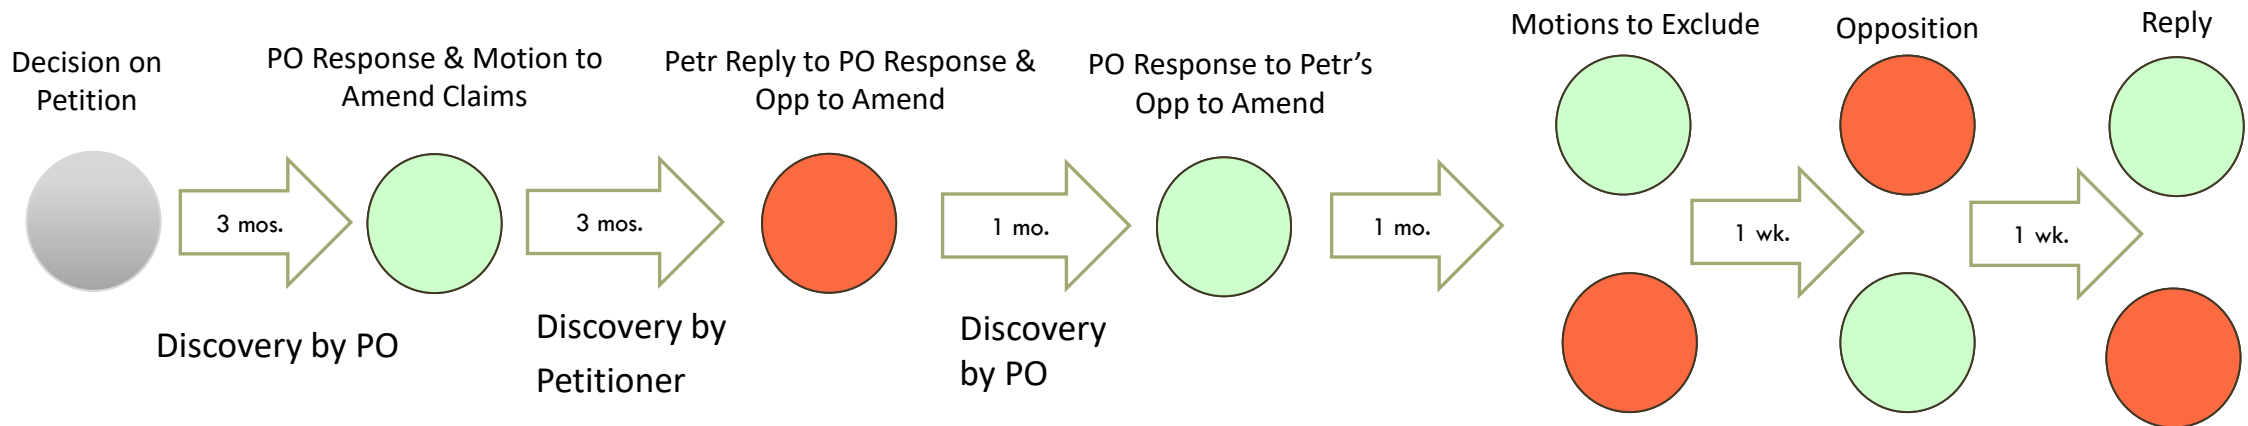 Decision on
Petition
PO Response & Motion to
Amend Claims
Petr Reply to PO Response &
Opp to Amend
PO Response to Petr’s
Opp to Amend
Motions to Exclude
Opposition
Reply
3 mos.
3 mos.
1 mo.
1 mo.
1 wk.
1 wk.
Discovery by PO
Discovery by
Petitioner
Discovery
by PO